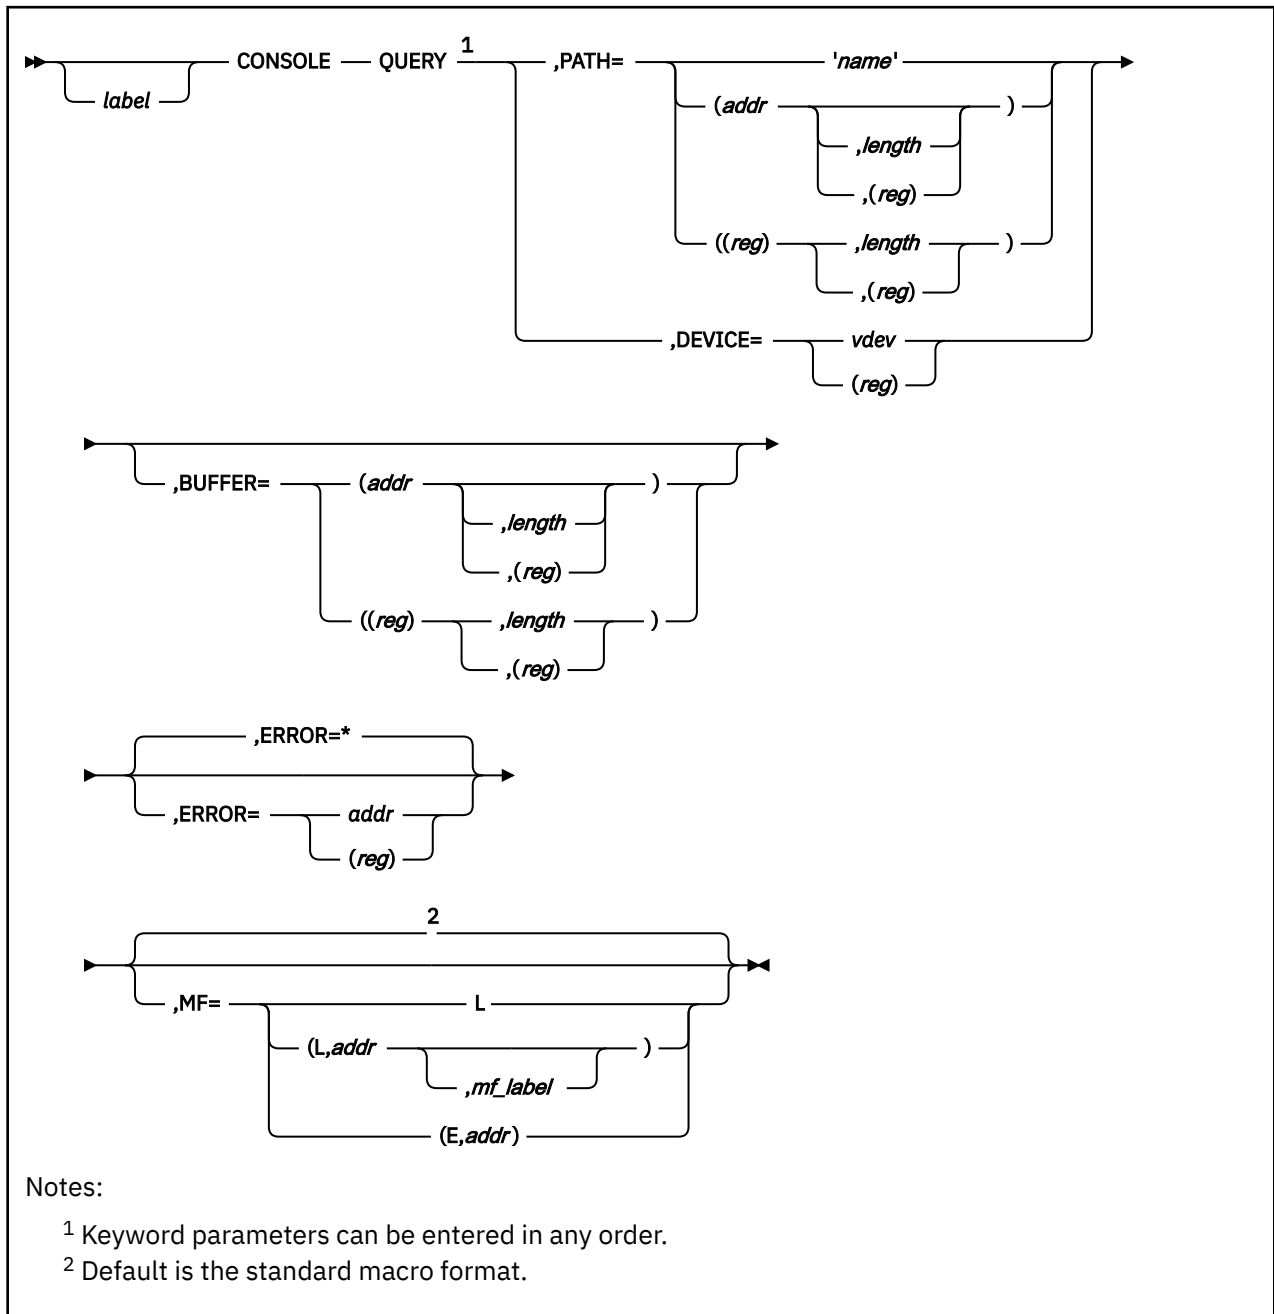 CONSOLE QUERY 1 ,PATH= 'name'
label (addr )
,length
,(reg)
((reg) ,length )
,(reg)
,DEVICE= vdev
(reg)
,BUFFER= (addr )
,length
,(reg)
((reg) ,length )
,(reg)
,ERROR=*
,ERROR= addr
(reg)
2
,MF= L
(L,addr )
,mf_label
(E,addr)
Notes:
1 Keyword parameters can be entered in any order.
2 Default is the standard macro format.